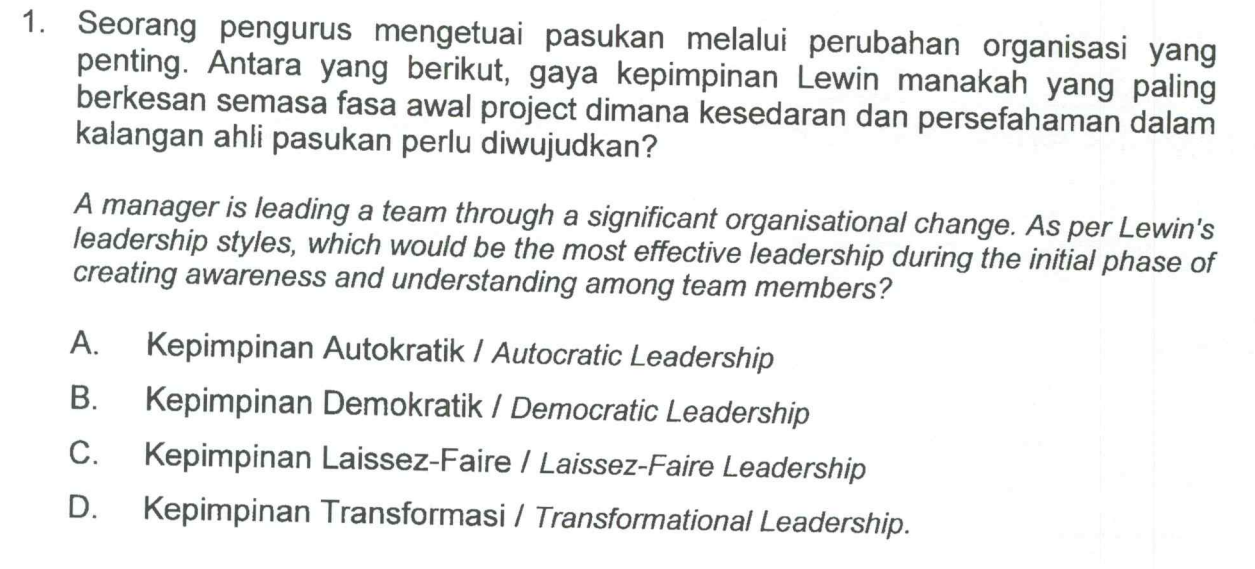 1. Seorang pengurus mengetuai pasukan melalui perubahan organisasi yang
penting. Antara yang berikut, gaya kepimpinan Lewin manakah yang paling
berkesan semasa fasa awal project dimana kesedaran dan persefahaman dalam
kalangan ahli pasukan perlu diwujudkan?
A manager is leading a team through a significant organisational change. As per Lewin's
leadership styles, which would be the most effective leadership during the initial phase of
creating awareness and understanding among team members?
A. Kepimpinan Autokratik / Autocratic Leadership
B. Kepimpinan Demokratik / Democratic Leadership
C. Kepimpinan Laissez-Faire / Laissez-Faire Leadership
D. Kepimpinan Transformasi / Transformational Leadership.